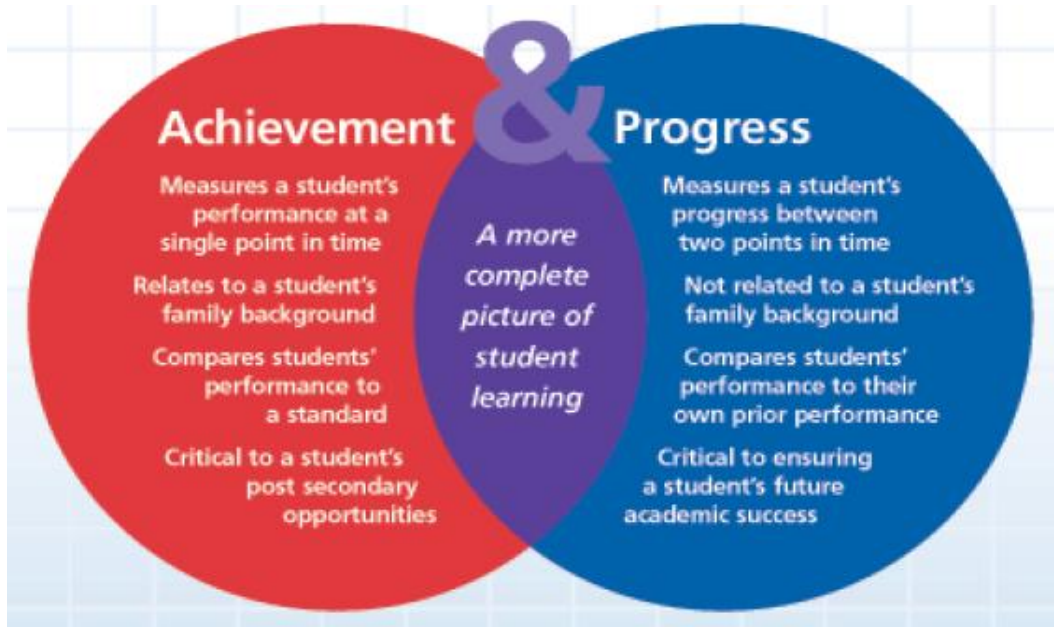 Achievement & Progress
Measures a student's
performance at a
single point in time
Relates to a student's
family background
Compares students'
performance to
a standard
Critical to a student's
post secondary
opportunities
A more
complete
picture of
student
learning
Measures a student's
progress between
two points in time
Not related to a student's
family background
Compares students'
performance to their
own prior performance
Critical to ensuring
a student's future
academic success